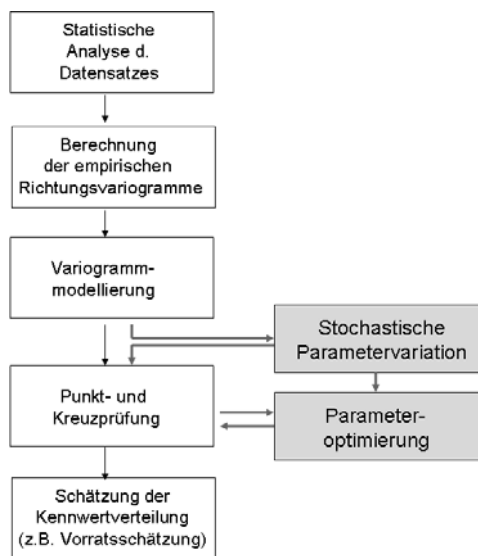 Statistische
Analyse d.
Datensatzes
Berechnung
der empirischen
Richtungsvariogramme
Variogramm-
modellierung
Stochastische
Parametervariation
Punkt- und
Kreuzprüfung
Parameter-
optimierung
Schätzung der
Kennwertverteilung
(z.B. Vorratsschätzung)